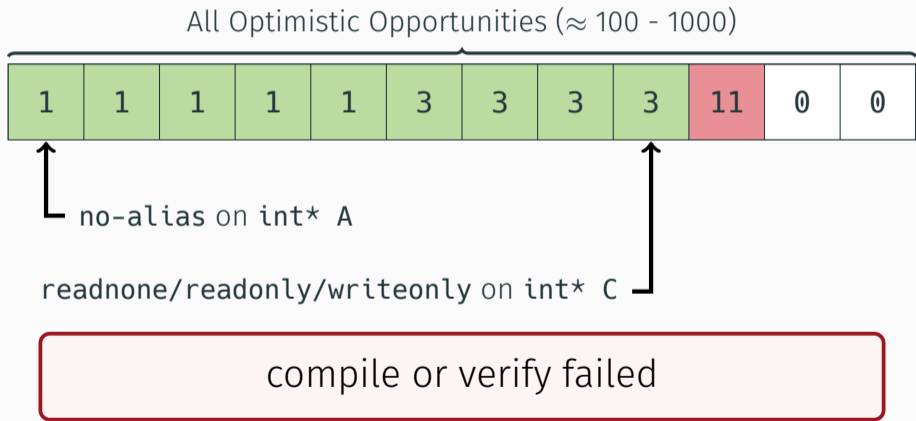 All Optimistic Opportunities (≈ 100 - 1000)
1 1 1 1 1 3 3 3 3 11 0 0
no-alias on int* A
readnone/readonly/writeonly on int* C
compile or verify failed